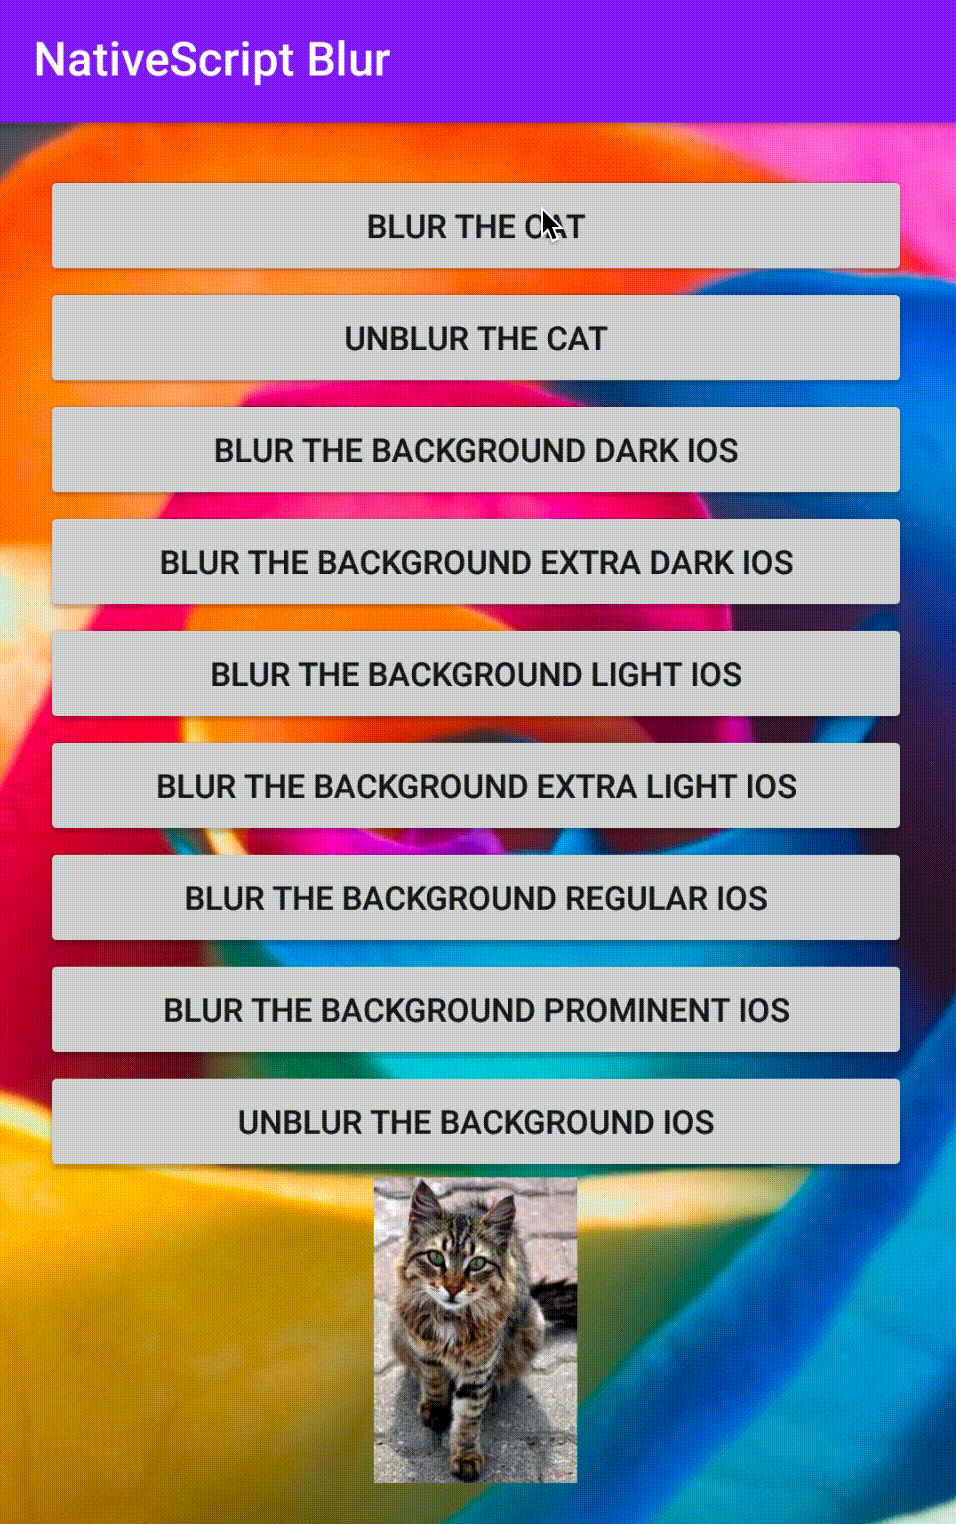 NativeScript Blur
BLUR THE CAT
UNBLUR THE CAT
BLUR THE BACKGROUND DARK IOS
BLUR THE BACKGROUND EXTRA DARK IOS
BLUR THE BACKGROUND LIGHT IOS
BLUR THE BACKGROUND EXTRA LIGHT IOS
BLUR THE BACKGROUND REGULAR IOS
BLUR THE BACKGROUND PROMINENT IOS
UNBLUR THE BACKGROUND IOS